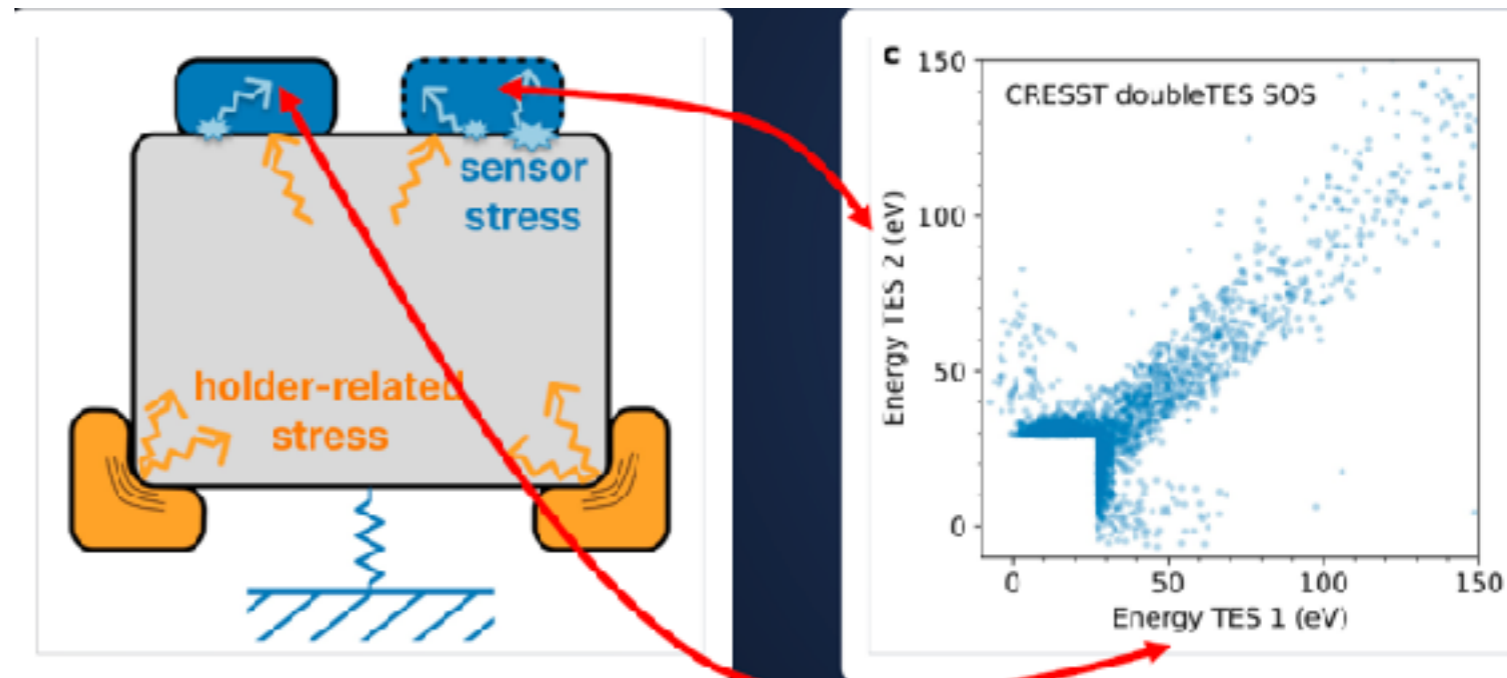 sensor
stress
holder-related
stress
c
150
CRESST doubleTES SOS
100
50
0
Energy TES 2 (eV)
0 50 100 150
Energy TES 1 (eV)